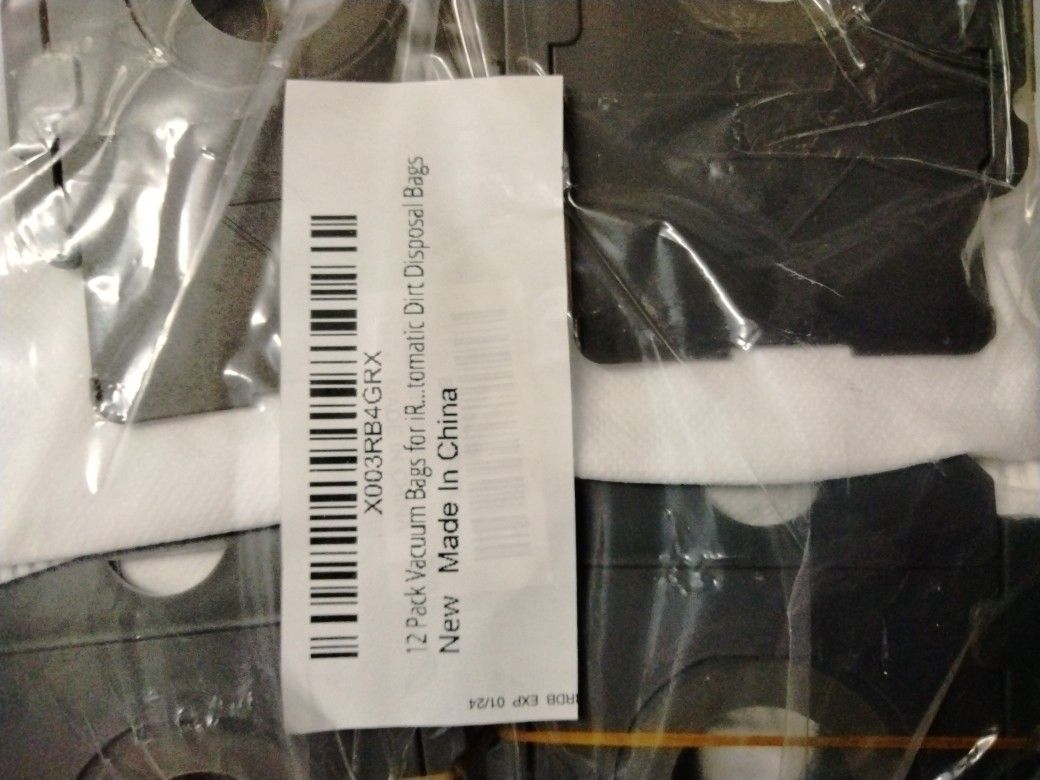 X003RB4GRX
12 Pack Vacuum Bags for iR...tomatic Dirt Disposal Bags
New Made In China
RDB EXP 01/24